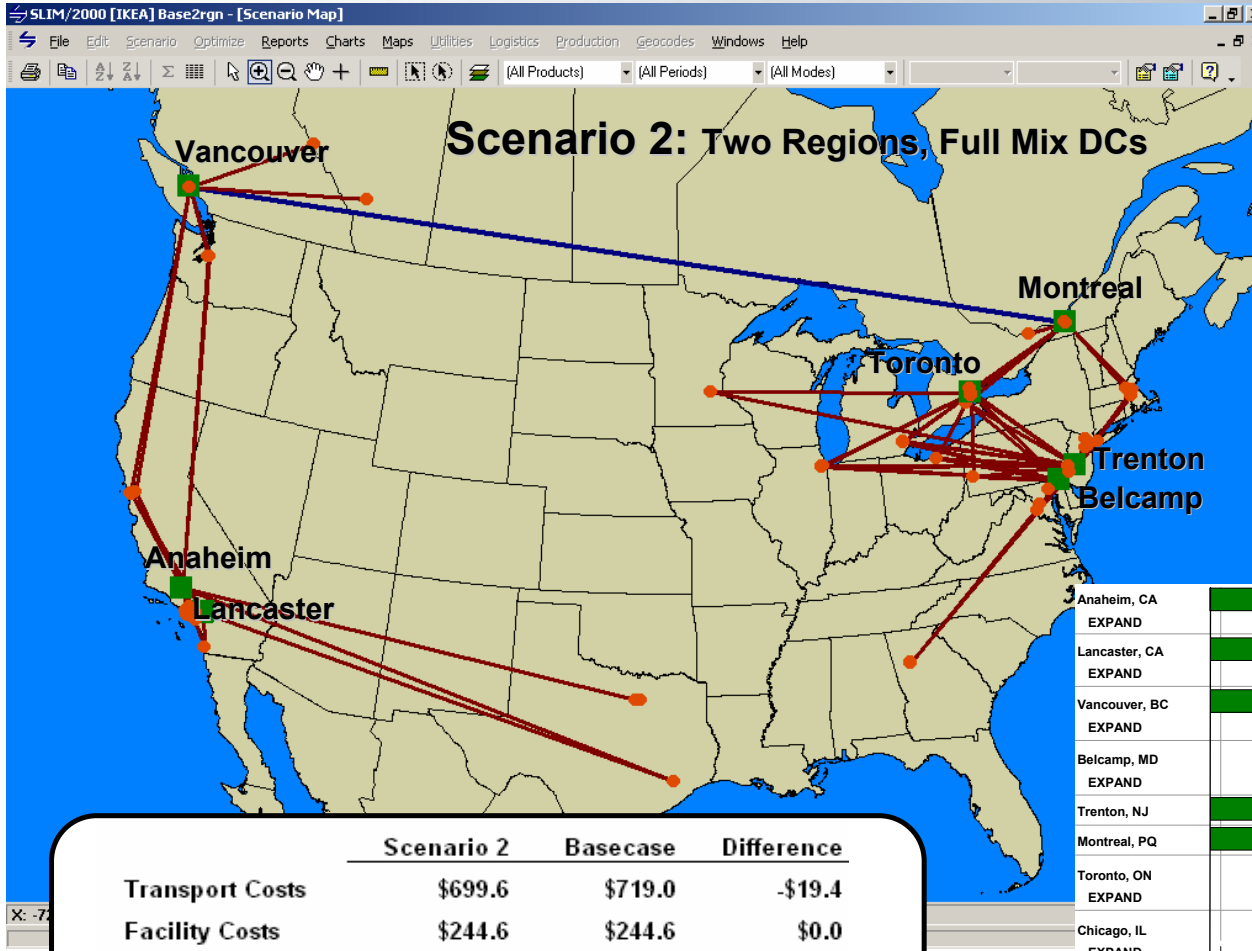 SLIM/2000 [IKEA] Base2rgn - [Scenario Map]
File Edit Scenario Optimize Reports Charts Maps Utilities Logistics Production Geocodes Windows Help
(All Products) (All Periods) (All Modes)
Scenario 2: Two Regions, Full Mix DCs
Vancouver
Montreal
Toronto
Trenton
Belcamp
Anaheim
Lancaster
Anaheim, CA
EXPAND
Lancaster, CA
EXPAND
Vancouver, BC
EXPAND
Belcamp, MD
EXPAND
Trenton, NJ
Montreal, PQ
Toronto, ON
EXPAND
Chicago, IL
EXPAND
Scenario 2 Basecase Difference
Transport Costs $699.6 $719.0 -$19.4
Facility Costs $244.6 $244.6 $0.0
X: -72